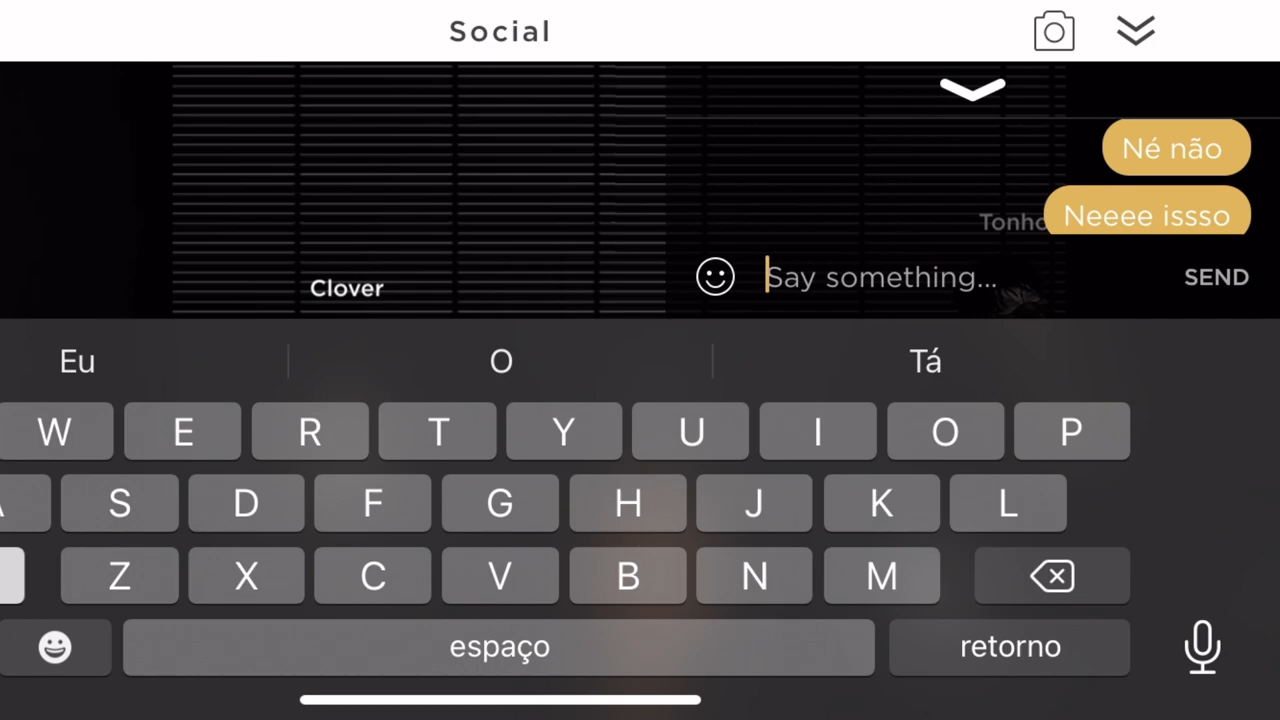 Social
Né não
Neeee issso
Tonho
Clover
Say something...
SEND
Eu O Tá
W E R T Y U I O P
A S D F G H J K L
Z X C V B N M
espaço retorno